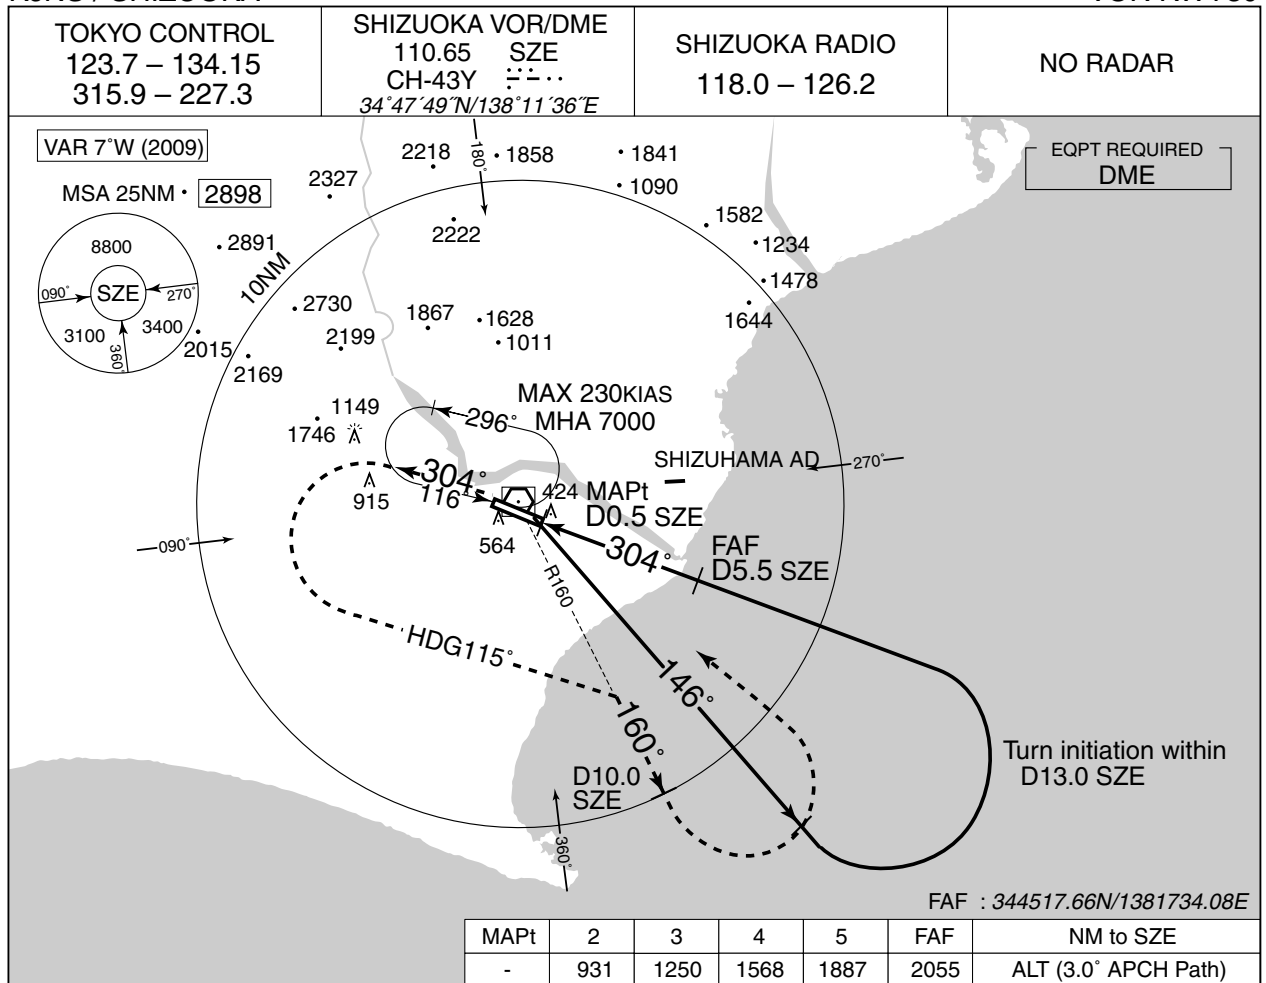 TOKYO CONTROL
123.7 – 134.15
315.9 – 227.3
SHIZUOKA VOR/DME
110.65 SZE
CH-43Y
34˚47´49˝N/138˚11´36˝E
SHIZUOKA RADIO
118.0 – 126.2
NO RADAR
VAR 7˚W (2009)
MSA 25NM
2898
8800
090˚
SZE
270˚
3100
3400
360˚
EQPT REQUIRED
DME
2218
180˚
1858
1841
2327
1090
2891
2222
1582
1234
10NM
1478
2730
1867
1628
1644
2199
1011
2015
2169
MAX 230KIAS
MHA 7000
1149
296˚
1746
SHIZUHAMA AD
270˚
304˚
116˚
915
424
MAPt
D0.5 SZE
564
304˚
FAF
D5.5 SZE
090˚
R160
HDG115˚
146˚
160˚
D10.0
SZE
Turn initiation within
D13.0 SZE
360˚
FAF : 344517.66N/1381734.08E
MAPt 2 3 4 5 FAF NM to SZE
- 931 1250 1568 1887 2055 ALT (3.0˚ APCH Path)